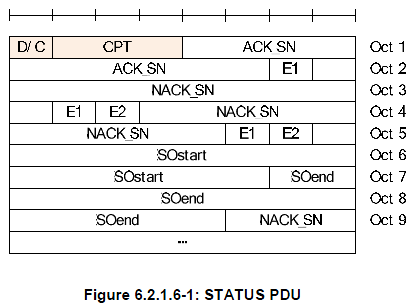 D/C CPT ACK SN Oct 1
ACK_SN E1 Oct 2
NACK_SN Oct 3
E1 E2 NACK_SN Oct 4
NACK_SN E1 E2 Oct 5
SOstart Oct 6
SOstart SOend Oct 7
SOend Oct 8
SOend NACK_SN Oct 9
...
Figure 6.2.1.6-1: STATUS PDU